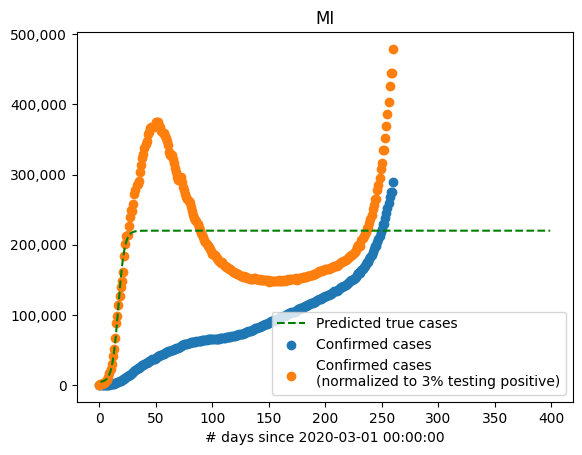 MI
500,000
400,000
300,000
200,000
100,000
0
0 50 100 150 200 250 300 350 400
# days since 2020-03-01 00:00:00
Predicted true cases
Confirmed cases
Confirmed cases
(normalized to 3% testing positive)